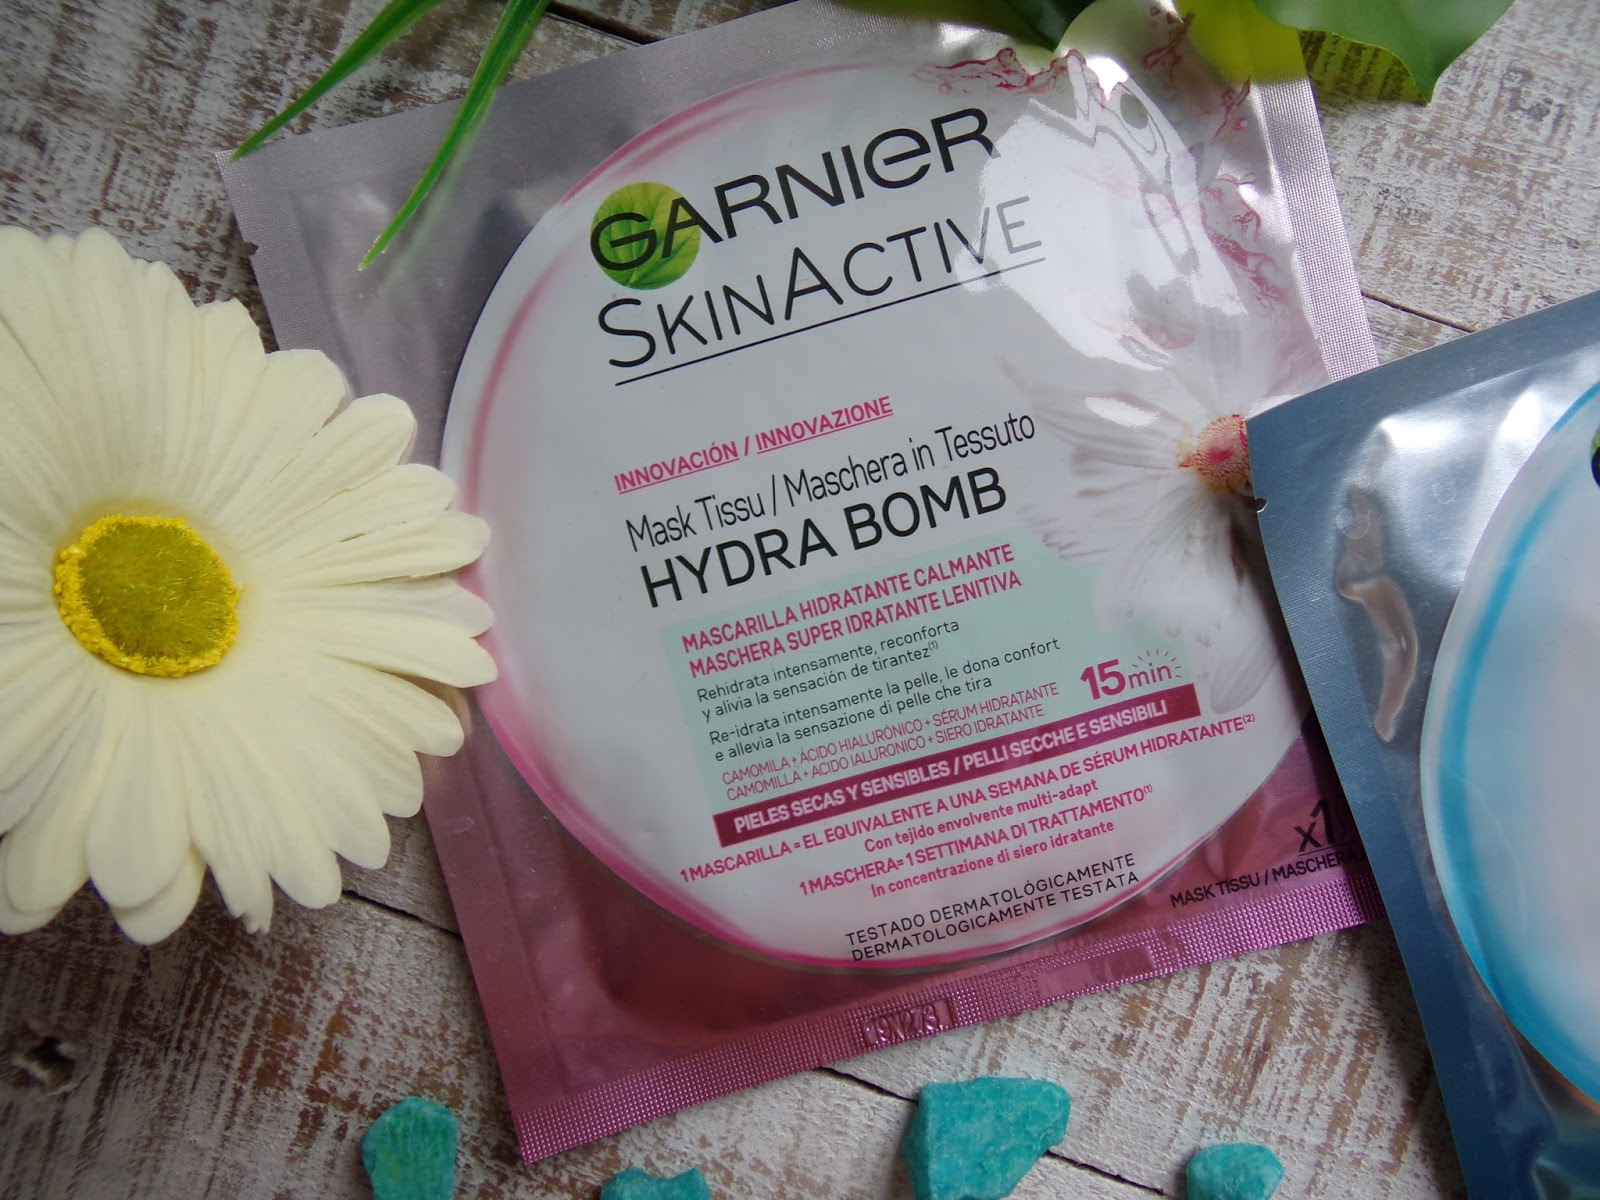 GARNIER
SKINACTIVE
INNOVACIÓN / INNOVAZIONE
Mask Tissu / Maschera in Tessuto
HYDRA BOMB
MASCARILLA HIDRATANTE CALMANTE
MASCHERA SUPER IDRATANTE LENITIVA
Rehidrata intensamente, reconforta
y alivia la sensación de tirantez(1)
Re-idrata intensamente la pelle, le dona confort
e allevia la sensazione di pelle che tira
CAMOMILA + ÁCIDO HIALURÓNICO + SÉRUM HIDRATANTE
CAMOMILLA + ACIDO IALURONICO + SIERO IDRATANTE
15 min
PIELES SECAS Y SENSIBLES / PELLI SECCHE E SENSIBILI
1 MASCARILLA = EL EQUIVALENTE A UNA SEMANA DE SÉRUM HIDRATANTE(2)
Con tejido envolvente multi-adapt
1 MASCHERA= 1 SETTIMANA DI TRATTAMENTO(1)
In concentrazione di siero idratante
TESTADO DERMATOLÓGICAMENTE
DERMATOLOGICAMENTE TESTATA
x1
MASK TISSU / MASCHERA
19X273